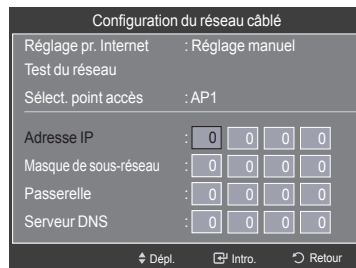 Configuration du réseau câblé
Réglage pr. Internet : Réglage manuel
Test du réseau
Sélect. point accès : AP1
Adresse IP : 0 0 0 0
Masque de sous-réseau : 0 0 0 0
Passerelle : 0 0 0 0
Serveur DNS : 0 0 0 0
Dépl. Intro. Retour